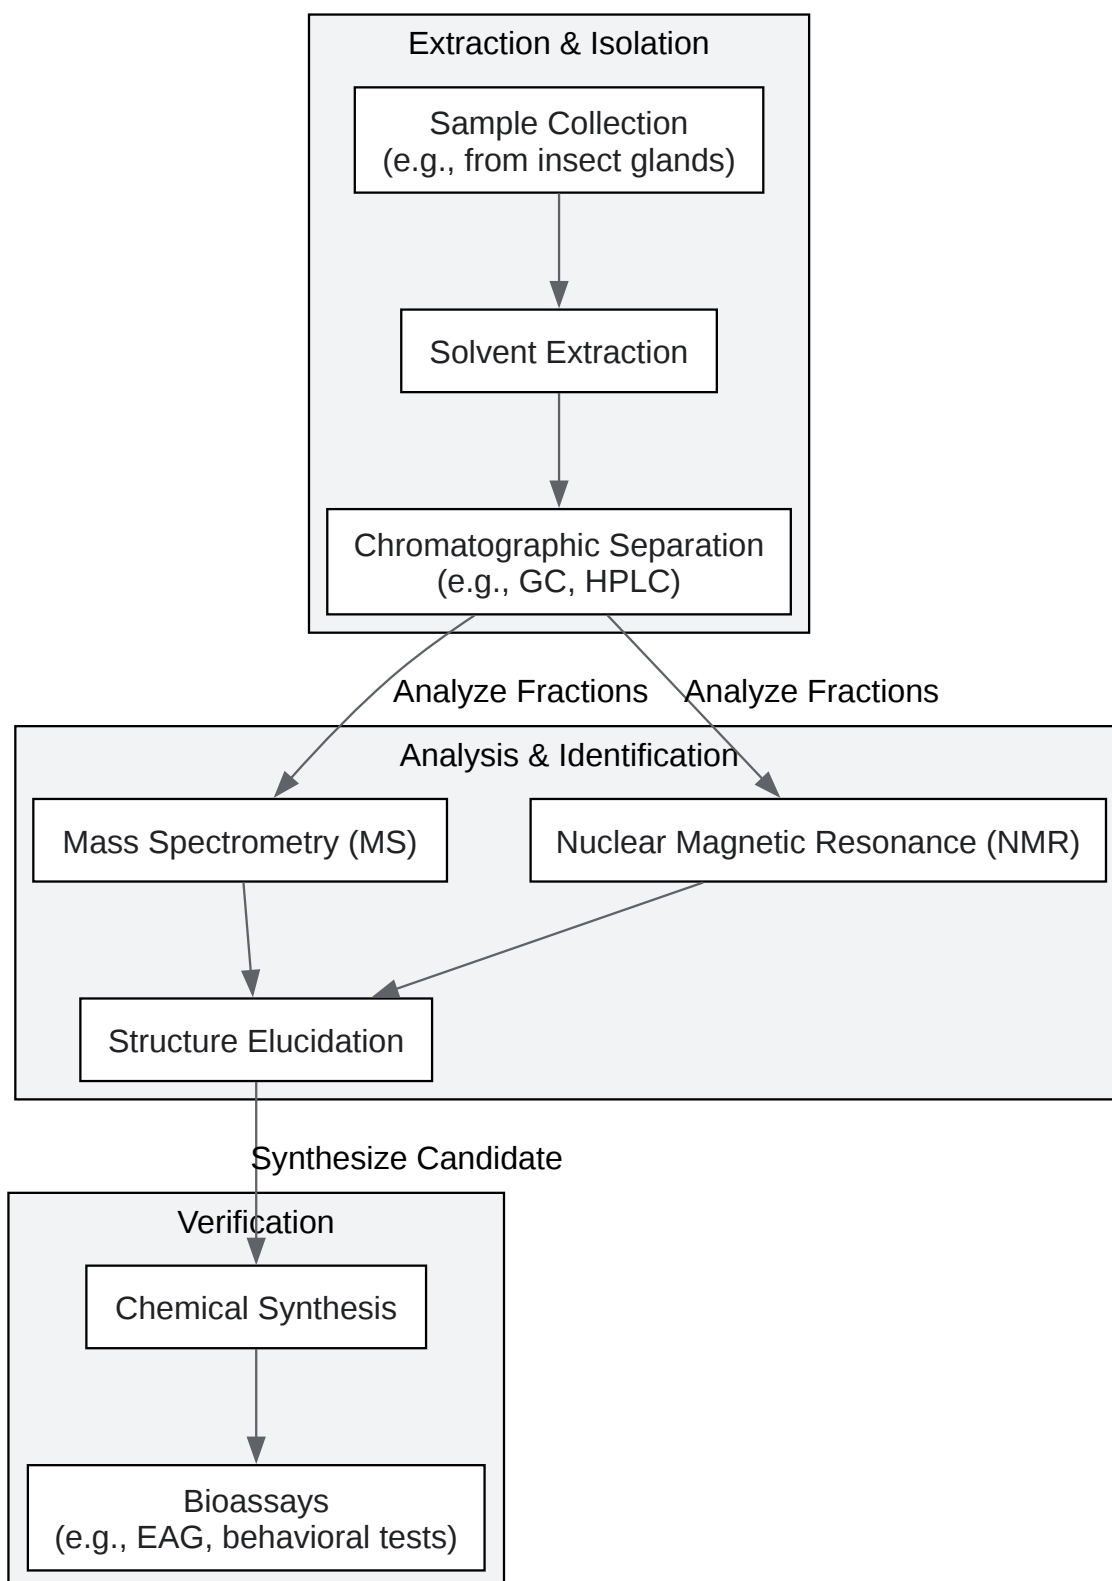 Extraction & Isolation
Sample Collection
(e.g., from insect glands)
Solvent Extraction
Chromatographic Separation
(e.g., GC, HPLC)
Analyze Fractions
Analyze Fractions
Analysis & Identification
Mass Spectrometry (MS)
Nuclear Magnetic Resonance (NMR)
Structure Elucidation
Synthesize Candidate
Verification
Chemical Synthesis
Bioassays
(e.g., EAG, behavioral tests)